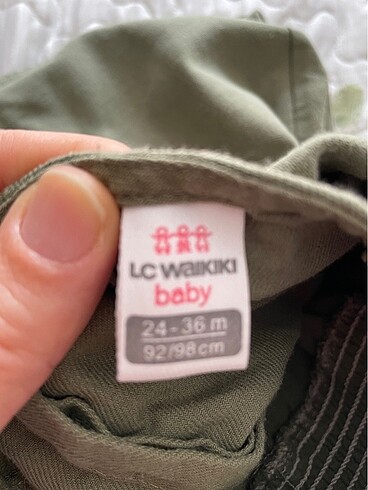 LC WAIKIKI
baby
24 - 36 m
92/98 cm